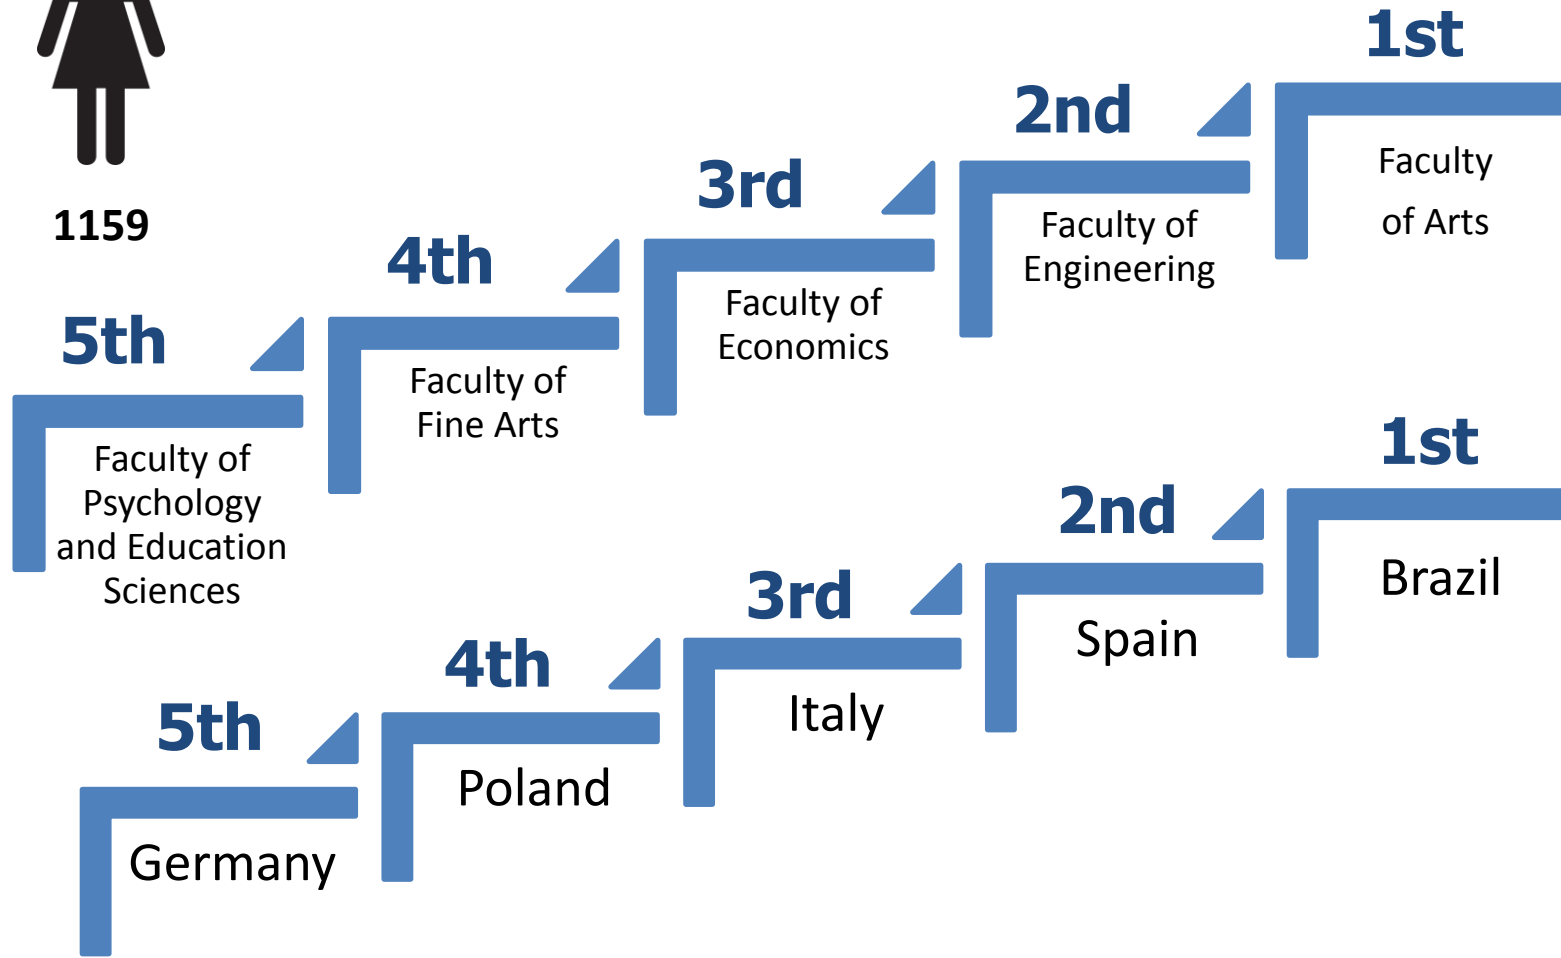 1159
1st
Faculty
of Arts
2nd
Faculty of
Engineering
3rd
Faculty of
Economics
4th
Faculty of
Fine Arts
5th
Faculty of
Psychology
and Education
Sciences
1st
Brazil
2nd
Spain
3rd
Italy
4th
Poland
5th
Germany